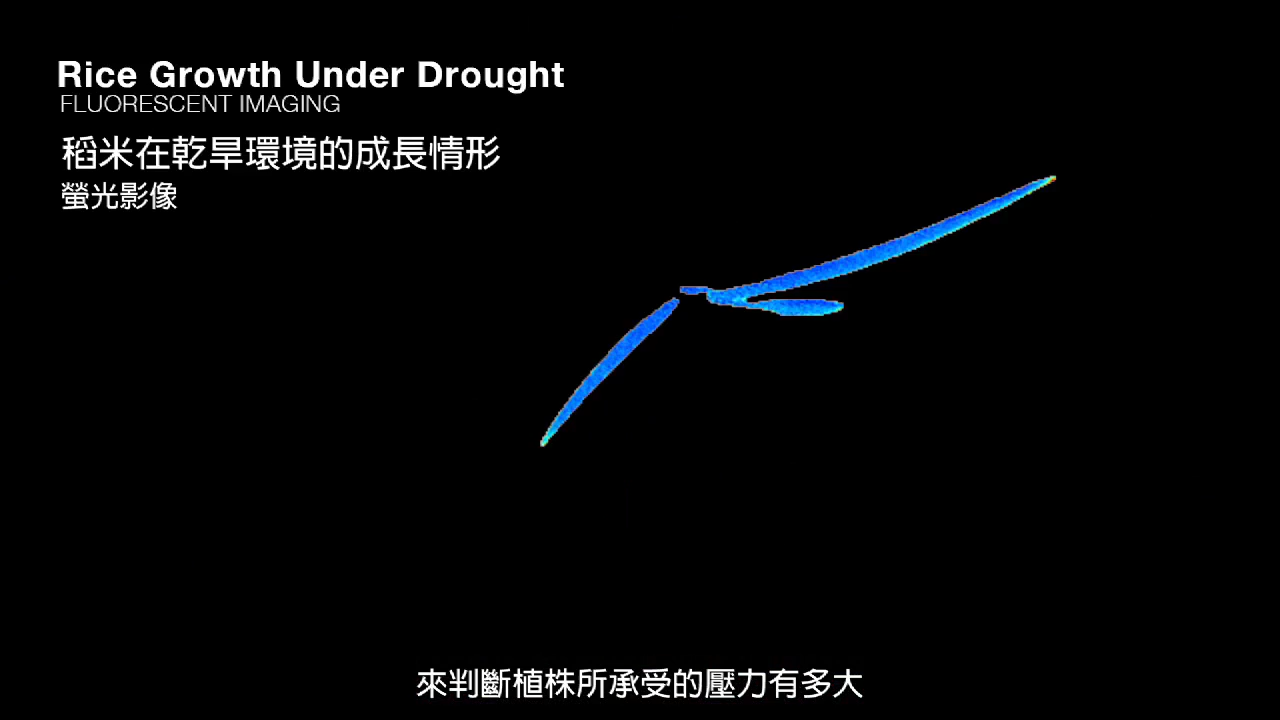 Rice Growth Under Drought
FLUORESCENT IMAGING
稻米在乾旱環境的成長情形
螢光影像
來判斷植株所承受的壓力有多大